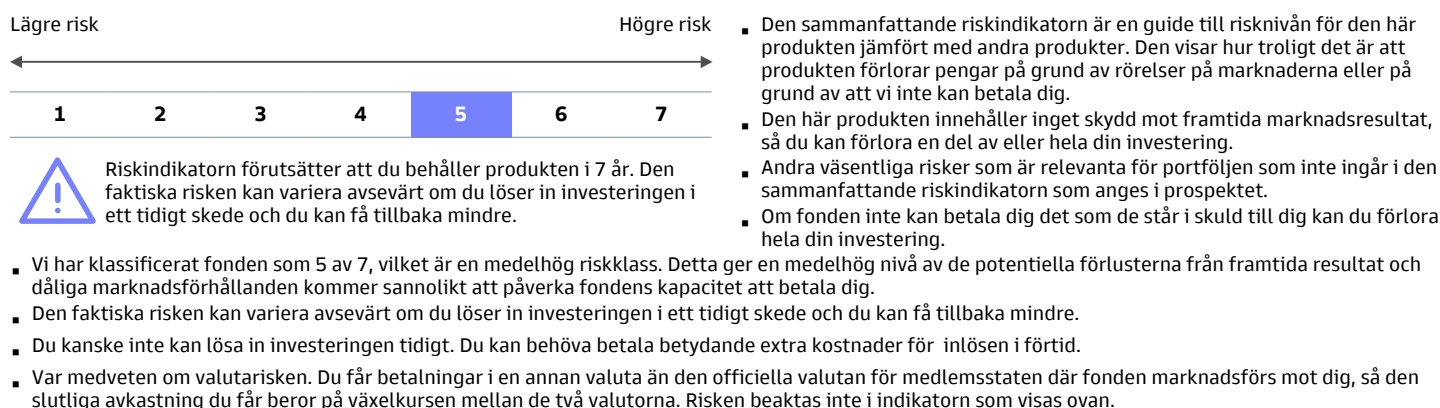 Lägre risk
Högre risk
1 2 3 4 5 6 7
Riskindikatorn förutsätter att du behåller produkten i 7 år. Den
faktiska risken kan variera avsevärt om du löser in investeringen i
ett tidigt skede och du kan få tillbaka mindre.
▪ Den sammanfattande riskindikatorn är en guide till risknivån för den här
produkten jämfört med andra produkter. Den visar hur troligt det är att
produkten förlorar pengar på grund av rörelser på marknaderna eller på
grund av att vi inte kan betala dig.
▪ Den här produkten innehåller inget skydd mot framtida marknadsresultat,
så du kan förlora en del av eller hela din investering.
▪ Andra väsentliga risker som är relevanta för portföljen som inte ingår i den
sammanfattande riskindikatorn som anges i prospektet.
▪ Om fonden inte kan betala dig det som de står i skuld till dig kan du förlora
hela din investering.
▪ Vi har klassificerat fonden som 5 av 7, vilket är en medelhög riskklass. Detta ger en medelhög nivå av de potentiella förlusterna från framtida resultat och
dåliga marknadsförhållanden kommer sannolikt att påverka fondens kapacitet att betala dig.
▪ Den faktiska risken kan variera avsevärt om du löser in investeringen i ett tidigt skede och du kan få tillbaka mindre.
▪ Du kanske inte kan lösa in investeringen tidigt. Du kan behöva betala betydande extra kostnader för inlösen i förtid.
▪ Var medveten om valutarisken. Du får betalningar i en annan valuta än den officiella valutan för medlemsstaten där fonden marknadsförs mot dig, så den
slutliga avkastning du får beror på växelkursen mellan de två valutorna. Risken beaktas inte i indikatorn som visas ovan.